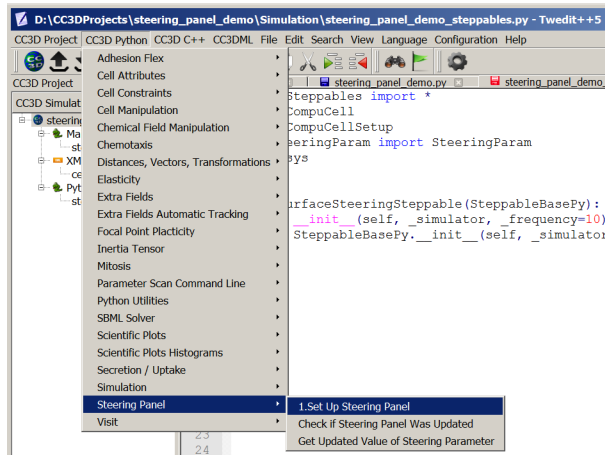 D:\CC3DProjects\steering_panel_demo\Simulation\steering_panel_demo_steppables.py - Twedit++5
CC3D Project CC3D Python CC3D C++ CC3DML File Edit Search View Language Configuration Help
CC3D Project
steering_panel_demo.py
steering_panel_demo_
CC3D Simulat
steering
Ma
st
XM
ce
Pyt
st
Adhesion Flex
Cell Attributes
Cell Constraints
Cell Manipulation
Chemical Field Manipulation
Chemotaxis
Distances, Vectors, Transformations
Elasticity
Extra Fields
Extra Fields Automatic Tracking
Focal Point Placticity
Inertia Tensor
Mitosis
Parameter Scan Command Line
Python Utilities
SBML Solver
Scientific Plots
Scientific Plots Histograms
Secretion / Uptake
Simulation
Steering Panel
Visit
1.Set Up Steering Panel
Check if Steering Panel Was Updated
Get Updated Value of Steering Parameter
Steppables import *
CompuCell
CompuCellSetup
eeringParam import SteeringParam
sys
urfaceSteeringSteppable(SteppableBasePy):
__init__(self, _simulator, _frequency=10)
SteppableBasePy.__init__(self, _simulator
23
24